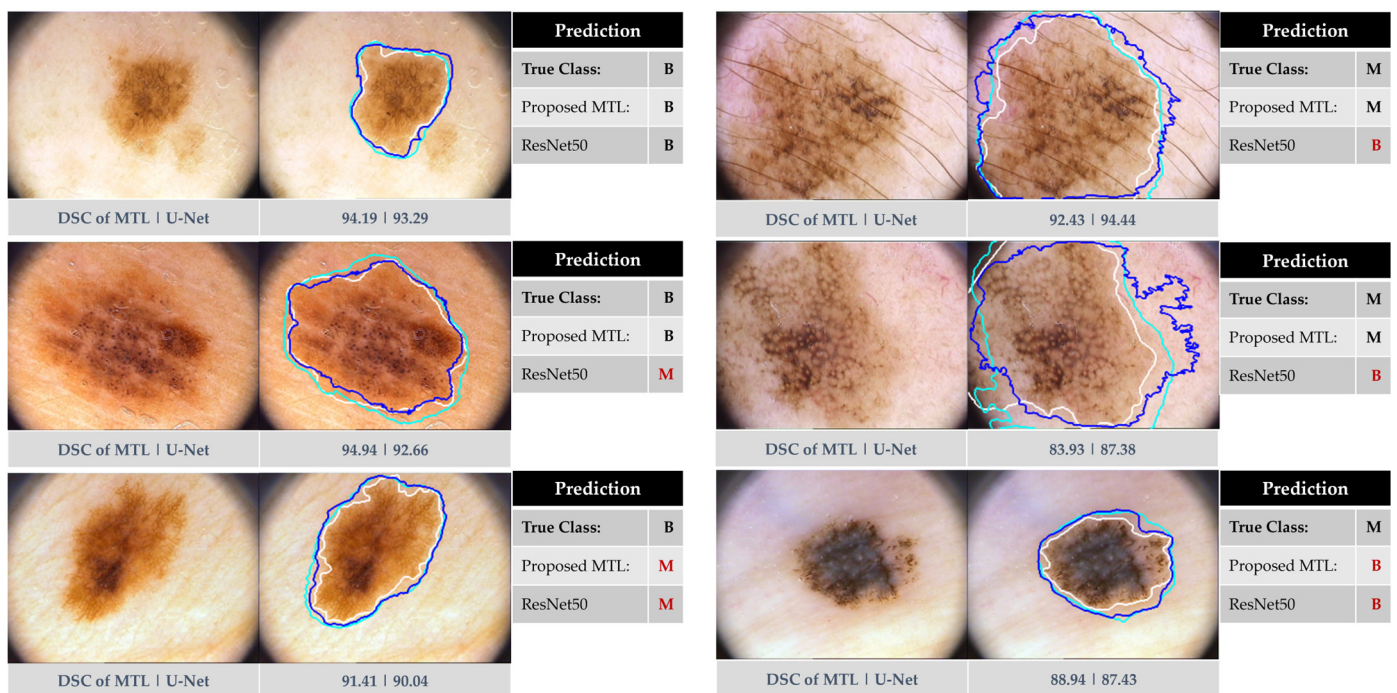 Prediction
True Class: B
Proposed MTL: B
ResNet50 B
DSC of MTL | U-Net 94.19 | 93.29
Prediction
True Class: M
Proposed MTL: M
ResNet50 B
DSC of MTL | U-Net 92.43 | 94.44
Prediction
True Class: B
Proposed MTL: B
ResNet50 M
DSC of MTL | U-Net 94.94 | 92.66
Prediction
True Class: M
Proposed MTL: M
ResNet50 B
DSC of MTL | U-Net 83.93 | 87.38
Prediction
True Class: B
Proposed MTL: M
ResNet50 M
DSC of MTL | U-Net 91.41 | 90.04
Prediction
True Class: M
Proposed MTL: B
ResNet50 B
DSC of MTL | U-Net 88.94 | 87.43